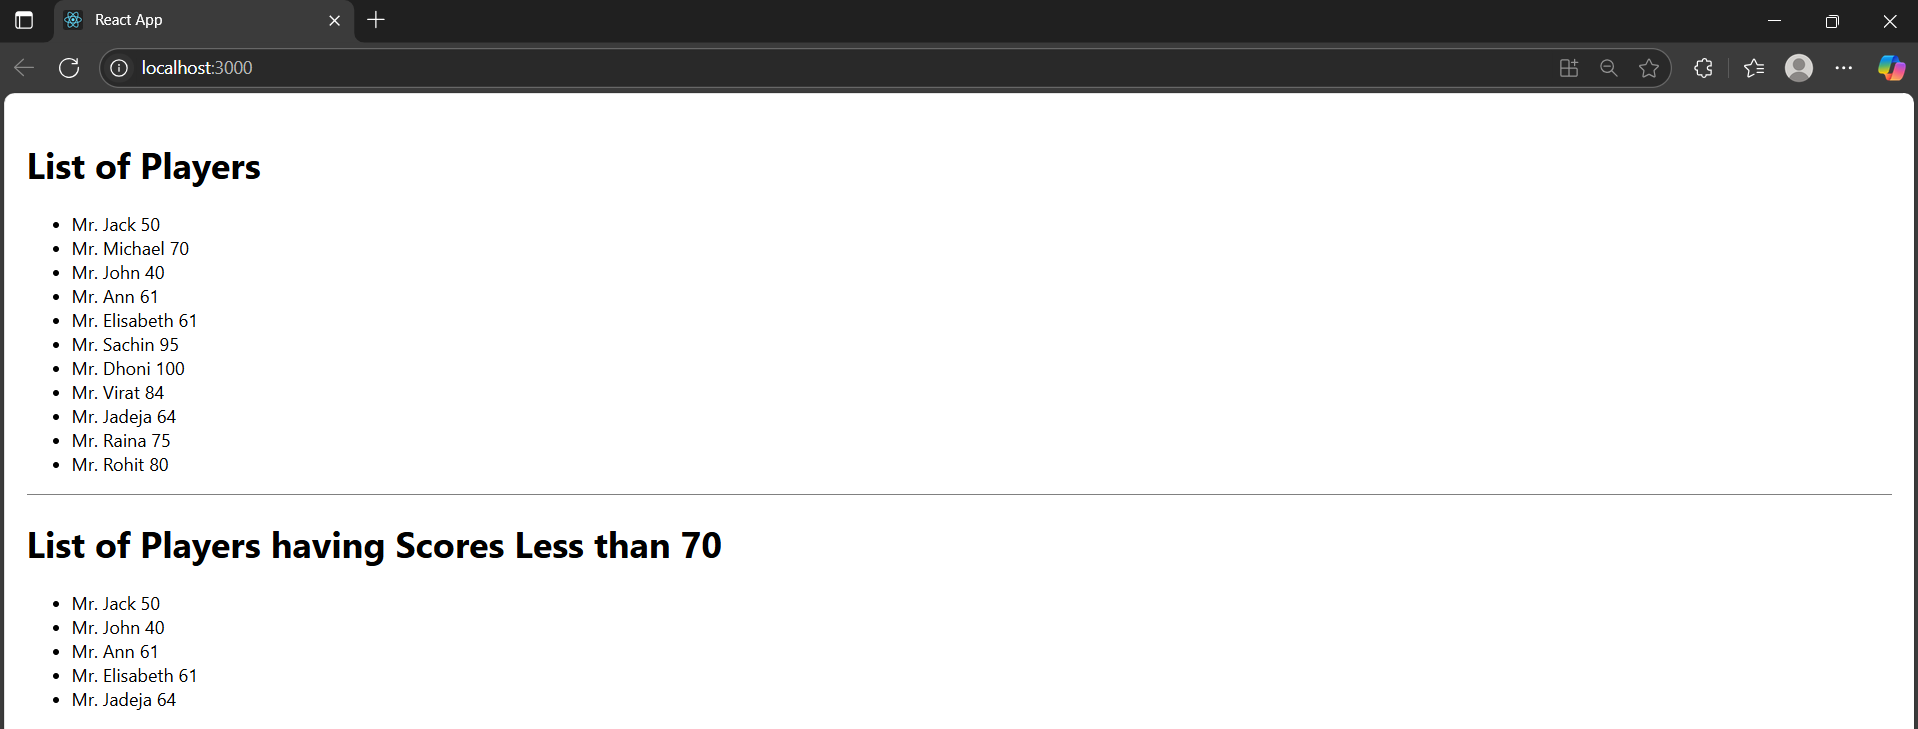 React App
localhost:3000
List of Players
• Mr. Jack 50
• Mr. Michael 70
• Mr. John 40
• Mr. Ann 61
• Mr. Elisabeth 61
• Mr. Sachin 95
• Mr. Dhoni 100
• Mr. Virat 84
• Mr. Jadeja 64
• Mr. Raina 75
• Mr. Rohit 80
List of Players having Scores Less than 70
• Mr. Jack 50
• Mr. John 40
• Mr. Ann 61
• Mr. Elisabeth 61
• Mr. Jadeja 64